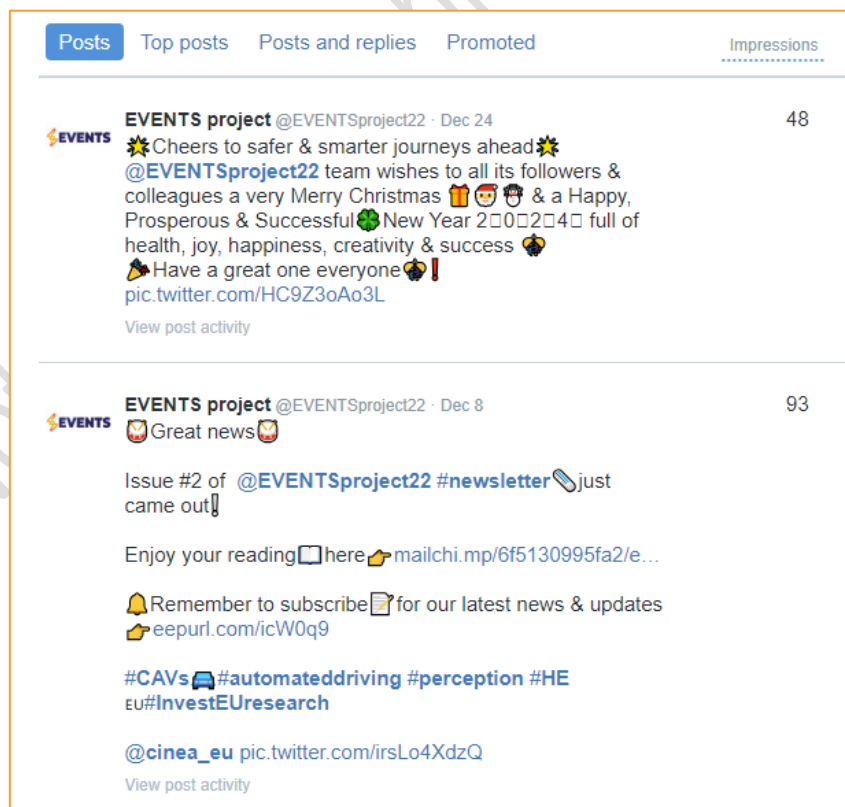 Posts Top posts Posts and replies Promoted Impressions
EVENTS project @EVENTSproject22 · Dec 24 48
EVENTS
🌟Cheers to safer & smarter journeys ahead🌟
@EVENTSproject22 team wishes to all its followers &
colleagues a very Merry Christmas 🎁🎅☃ & a Happy,
Prosperous & Successful🍀New Year 2▯0▯2▯4▯ full of
health, joy, happiness, creativity & success
🎉Have a great one everyone❗
pic.twitter.com/HC9Z3oAo3L
View post activity
EVENTS project @EVENTSproject22 · Dec 8 93
EVENTS
🥁Great news🥁
Issue #2 of @EVENTSproject22 #newsletter📎just
came out❕
Enjoy your reading📖here👉mailchi.mp/6f5130995fa2/e…
🔔Remember to subscribe📝for our latest news & updates
👉eepurl.com/icW0q9
#CAVs🚘#automateddriving #perception #HE
EU#InvestEUresearch
@cinea_eu pic.twitter.com/irsLo4XdzQ
View post activity